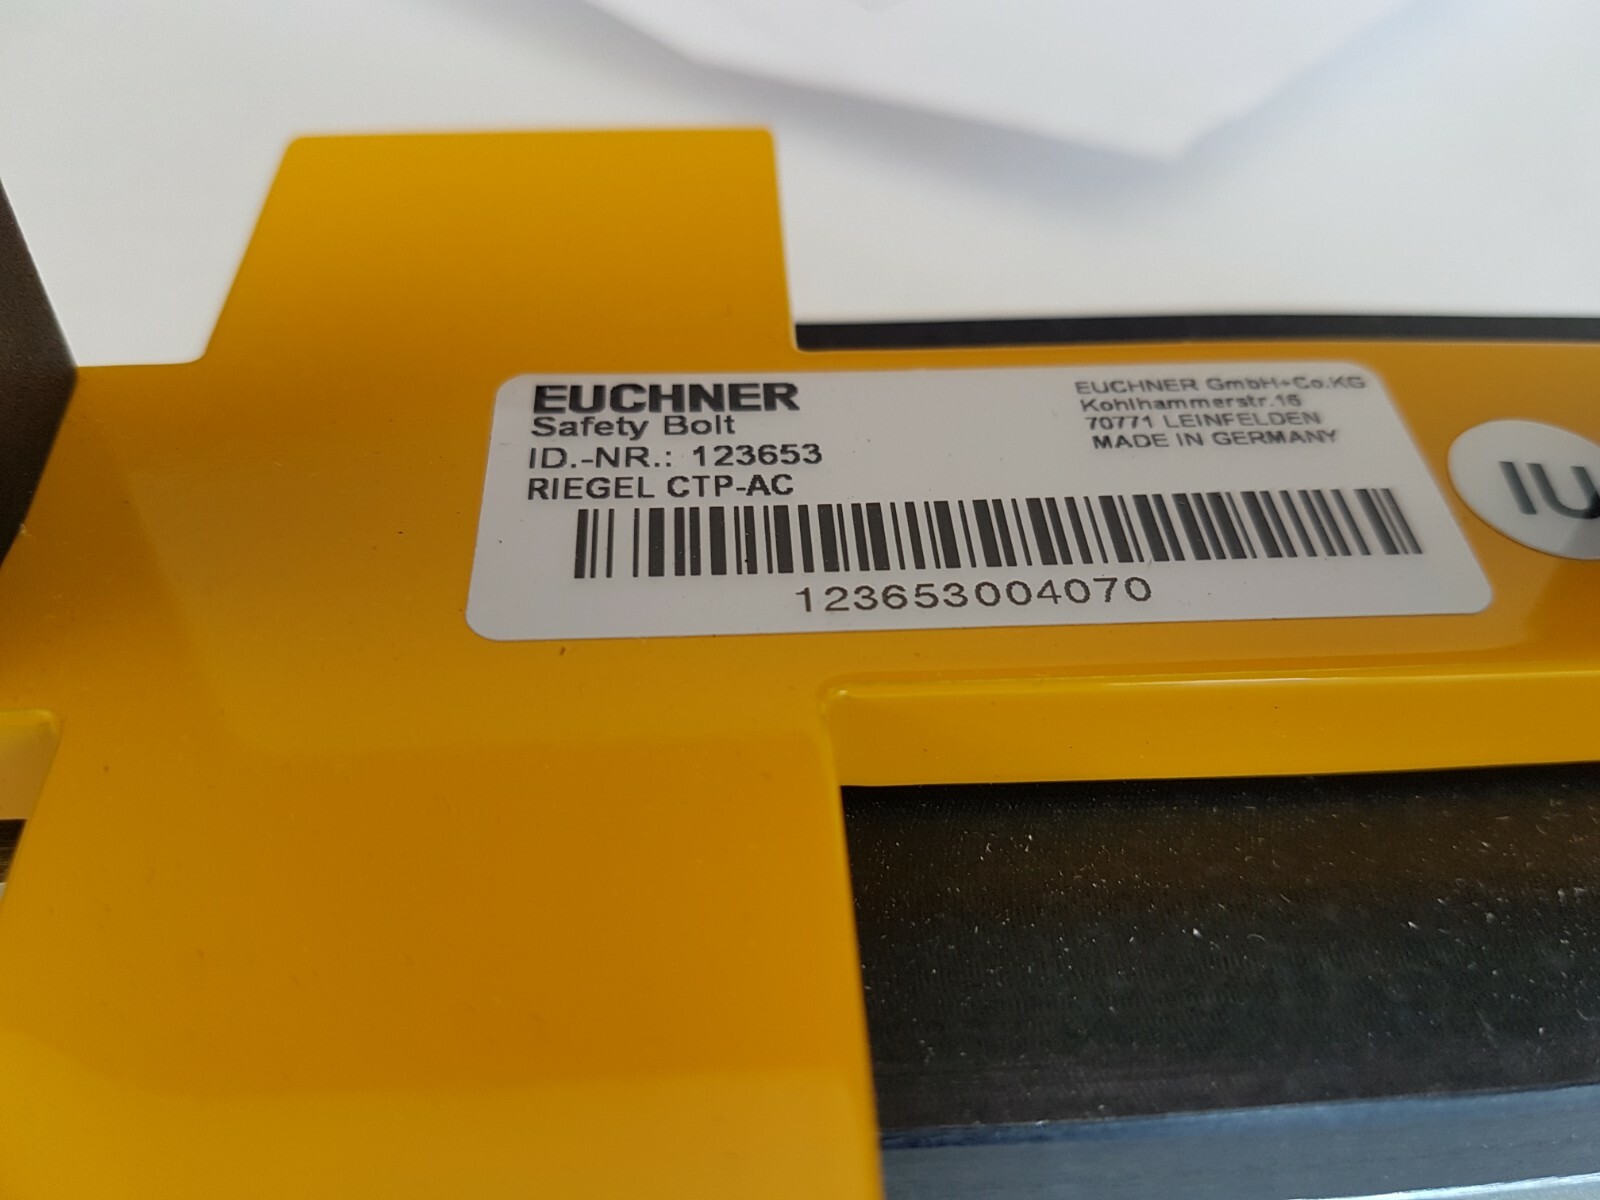 EUCHNER
Safety Bolt
ID.-NR.: 123653
RIEGEL CTP-AC
EUCHNER GmbH+Co.KG
Kohlhammerstr.16
70771 LEINFELDEN
MADE IN GERMANY
123653004070
IU